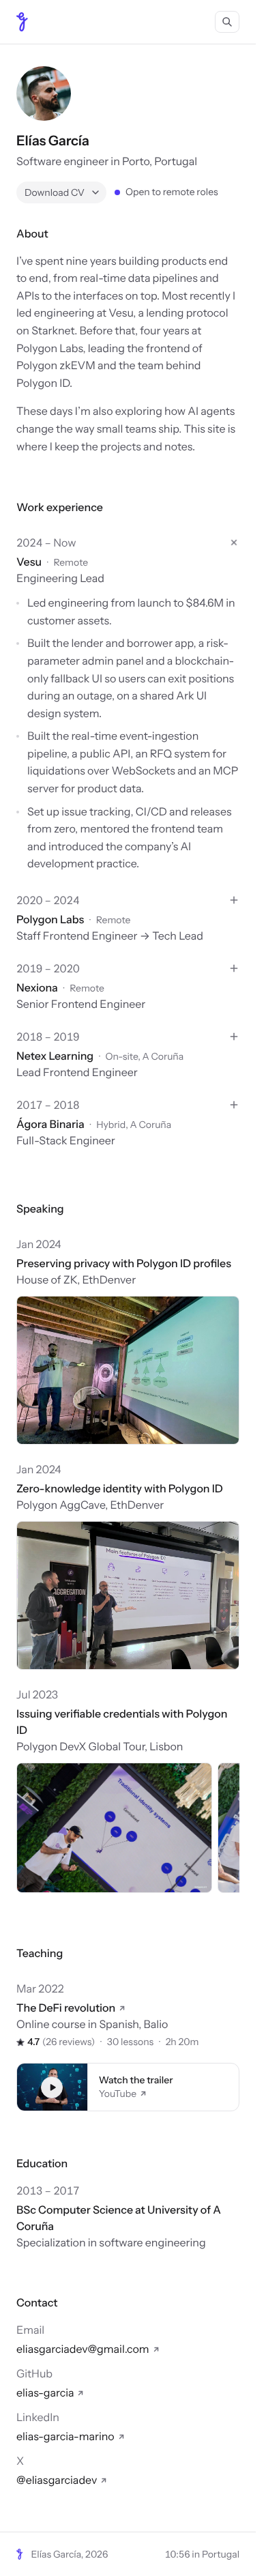 Elías García
Software engineer in Porto, Portugal
Download CV
Open to remote roles
About
I've spent nine years building products end
to end, from real-time data pipelines and
APIs to the interfaces on top. Most recently I
led engineering at Vesu, a lending protocol
on Starknet. Before that, four years at
Polygon Labs, leading the frontend of
Polygon zkEVM and the team behind
Polygon ID.
These days I'm also exploring how AI agents
change the way small teams ship. This site is
where I keep the projects and notes.
Work experience
2024 – Now
Vesu · Remote
Engineering Lead
Led engineering from launch to $84.6M in
customer assets.
Built the lender and borrower app, a risk-
parameter admin panel and a blockchain-
only fallback UI so users can exit positions
during an outage, on a shared Ark UI
design system.
Built the real-time event-ingestion
pipeline, a public API, an RFQ system for
liquidations over WebSockets and an MCP
server for product data.
Set up issue tracking, CI/CD and releases
from zero, mentored the frontend team
and introduced the company's AI
development practice.
2020 – 2024
Polygon Labs · Remote
Staff Frontend Engineer → Tech Lead
2019 – 2020
Nexiona · Remote
Senior Frontend Engineer
2018 – 2019
Netex Learning · On-site, A Coruña
Lead Frontend Engineer
2017 – 2018
Ágora Binaria · Hybrid, A Coruña
Full-Stack Engineer
Speaking
Jan 2024
Preserving privacy with Polygon ID profiles
House of ZK, EthDenver
Jan 2024
Zero-knowledge identity with Polygon ID
Polygon AggCave, EthDenver
Main features of Polygon ID
AGGREGATION
Jul 2023
Issuing verifiable credentials with Polygon
ID
Polygon DevX Global Tour, Lisbon
Traditional identity systems
Teaching
Mar 2022
The DeFi revolution ↗
Online course in Spanish, Balio
★ 4.7 (26 reviews) · 30 lessons · 2h 20m
Watch the trailer
YouTube ↗
Education
2013 – 2017
BSc Computer Science at University of A
Coruña
Specialization in software engineering
Contact
Email
eliasgarciadev@gmail.com ↗
GitHub
elias-garcia ↗
LinkedIn
elias-garcia-marino ↗
X
@eliasgarciadev ↗
Elías García, 2026
10:56 in Portugal